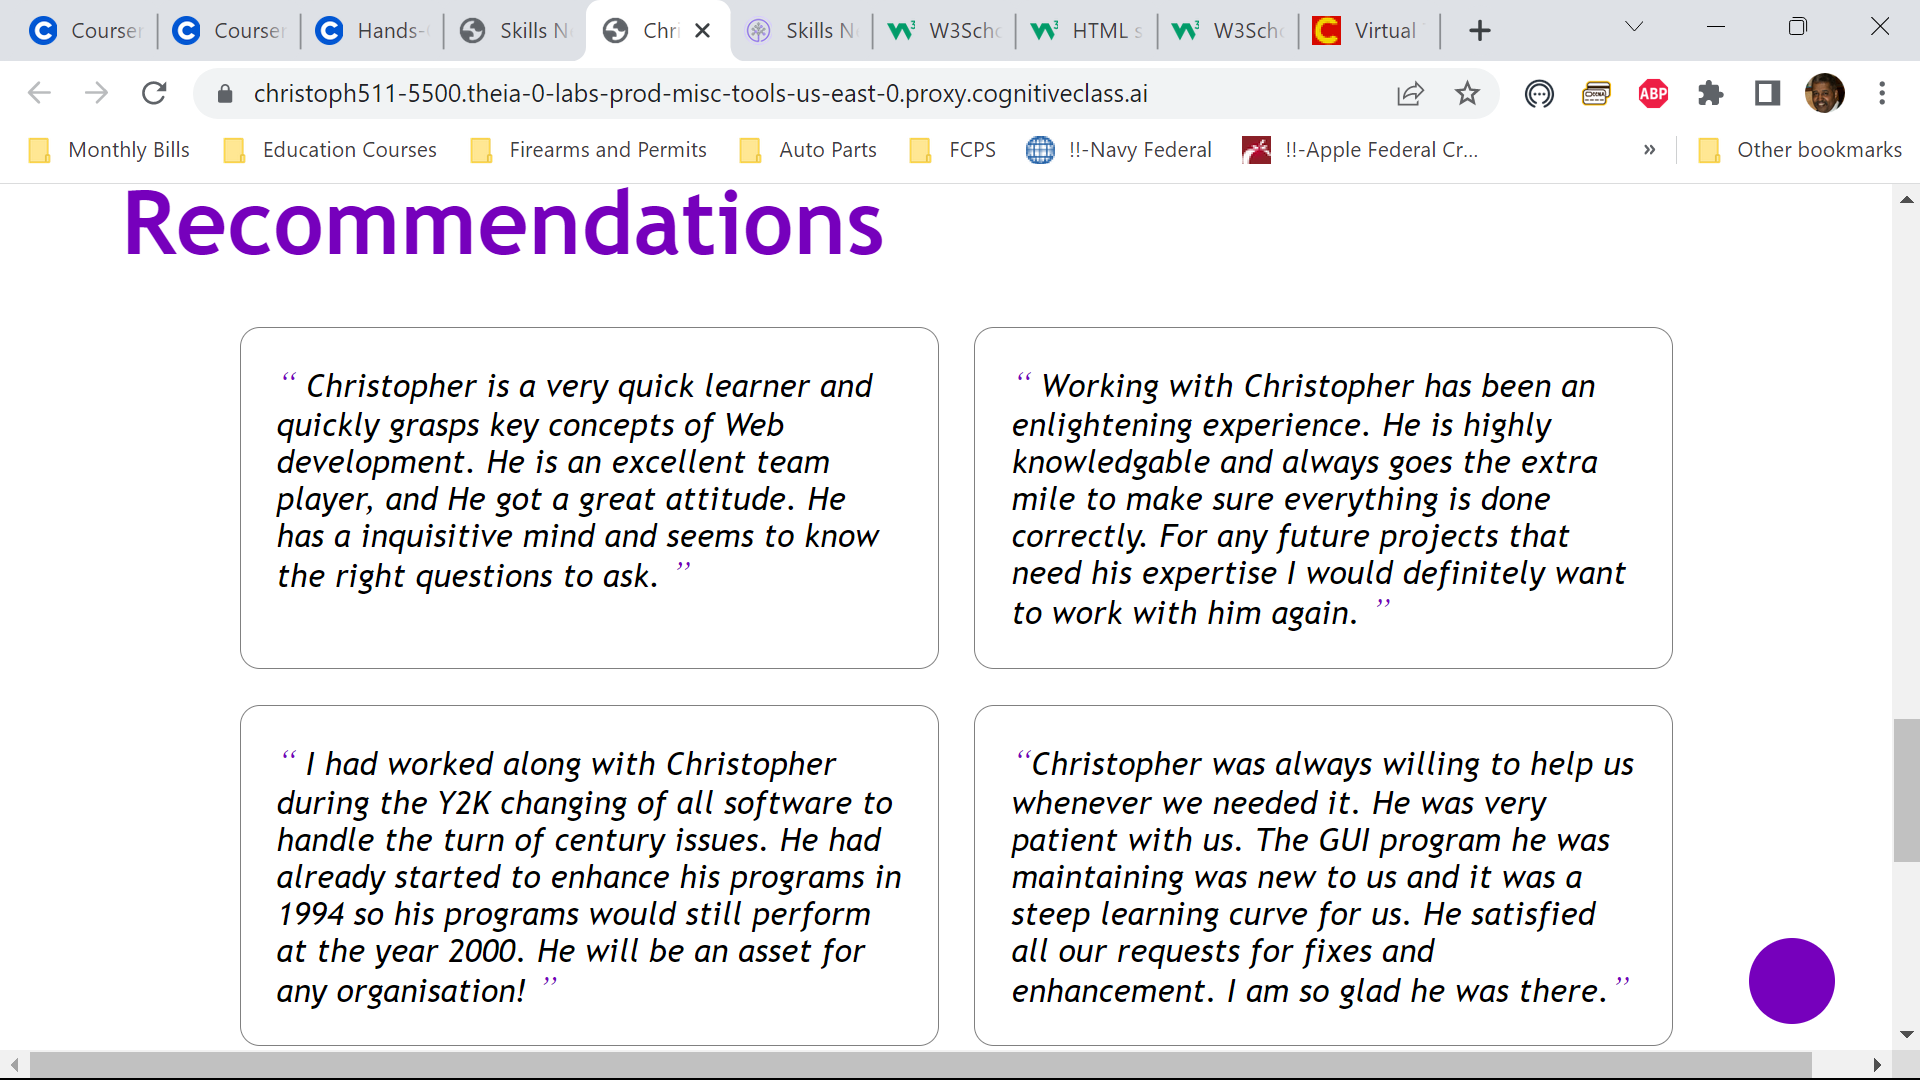 Courser
Courser
Hands-
Skills N
Chri
Skills N
W3Scho
HTML s
W3Scho
Virtual
christoph511-5500.theia-0-labs-prod-misc-tools-us-east-0.proxy.cognitiveclass.ai
ABP
Monthly Bills
Education Courses
Firearms and Permits
Auto Parts
FCPS
!!-Navy Federal
!!-Apple Federal Cr...
»
Other bookmarks
Recommendations
“ Christopher is a very quick learner and
quickly grasps key concepts of Web
development. He is an excellent team
player, and He got a great attitude. He
has a inquisitive mind and seems to know
the right questions to ask. ”
“ Working with Christopher has been an
enlightening experience. He is highly
knowledgable and always goes the extra
mile to make sure everything is done
correctly. For any future projects that
need his expertise I would definitely want
to work with him again. ”
“ I had worked along with Christopher
during the Y2K changing of all software to
handle the turn of century issues. He had
already started to enhance his programs in
1994 so his programs would still perform
at the year 2000. He will be an asset for
any organisation! ”
“Christopher was always willing to help us
whenever we needed it. He was very
patient with us. The GUI program he was
maintaining was new to us and it was a
steep learning curve for us. He satisfied
all our requests for fixes and
enhancement. I am so glad he was there.”